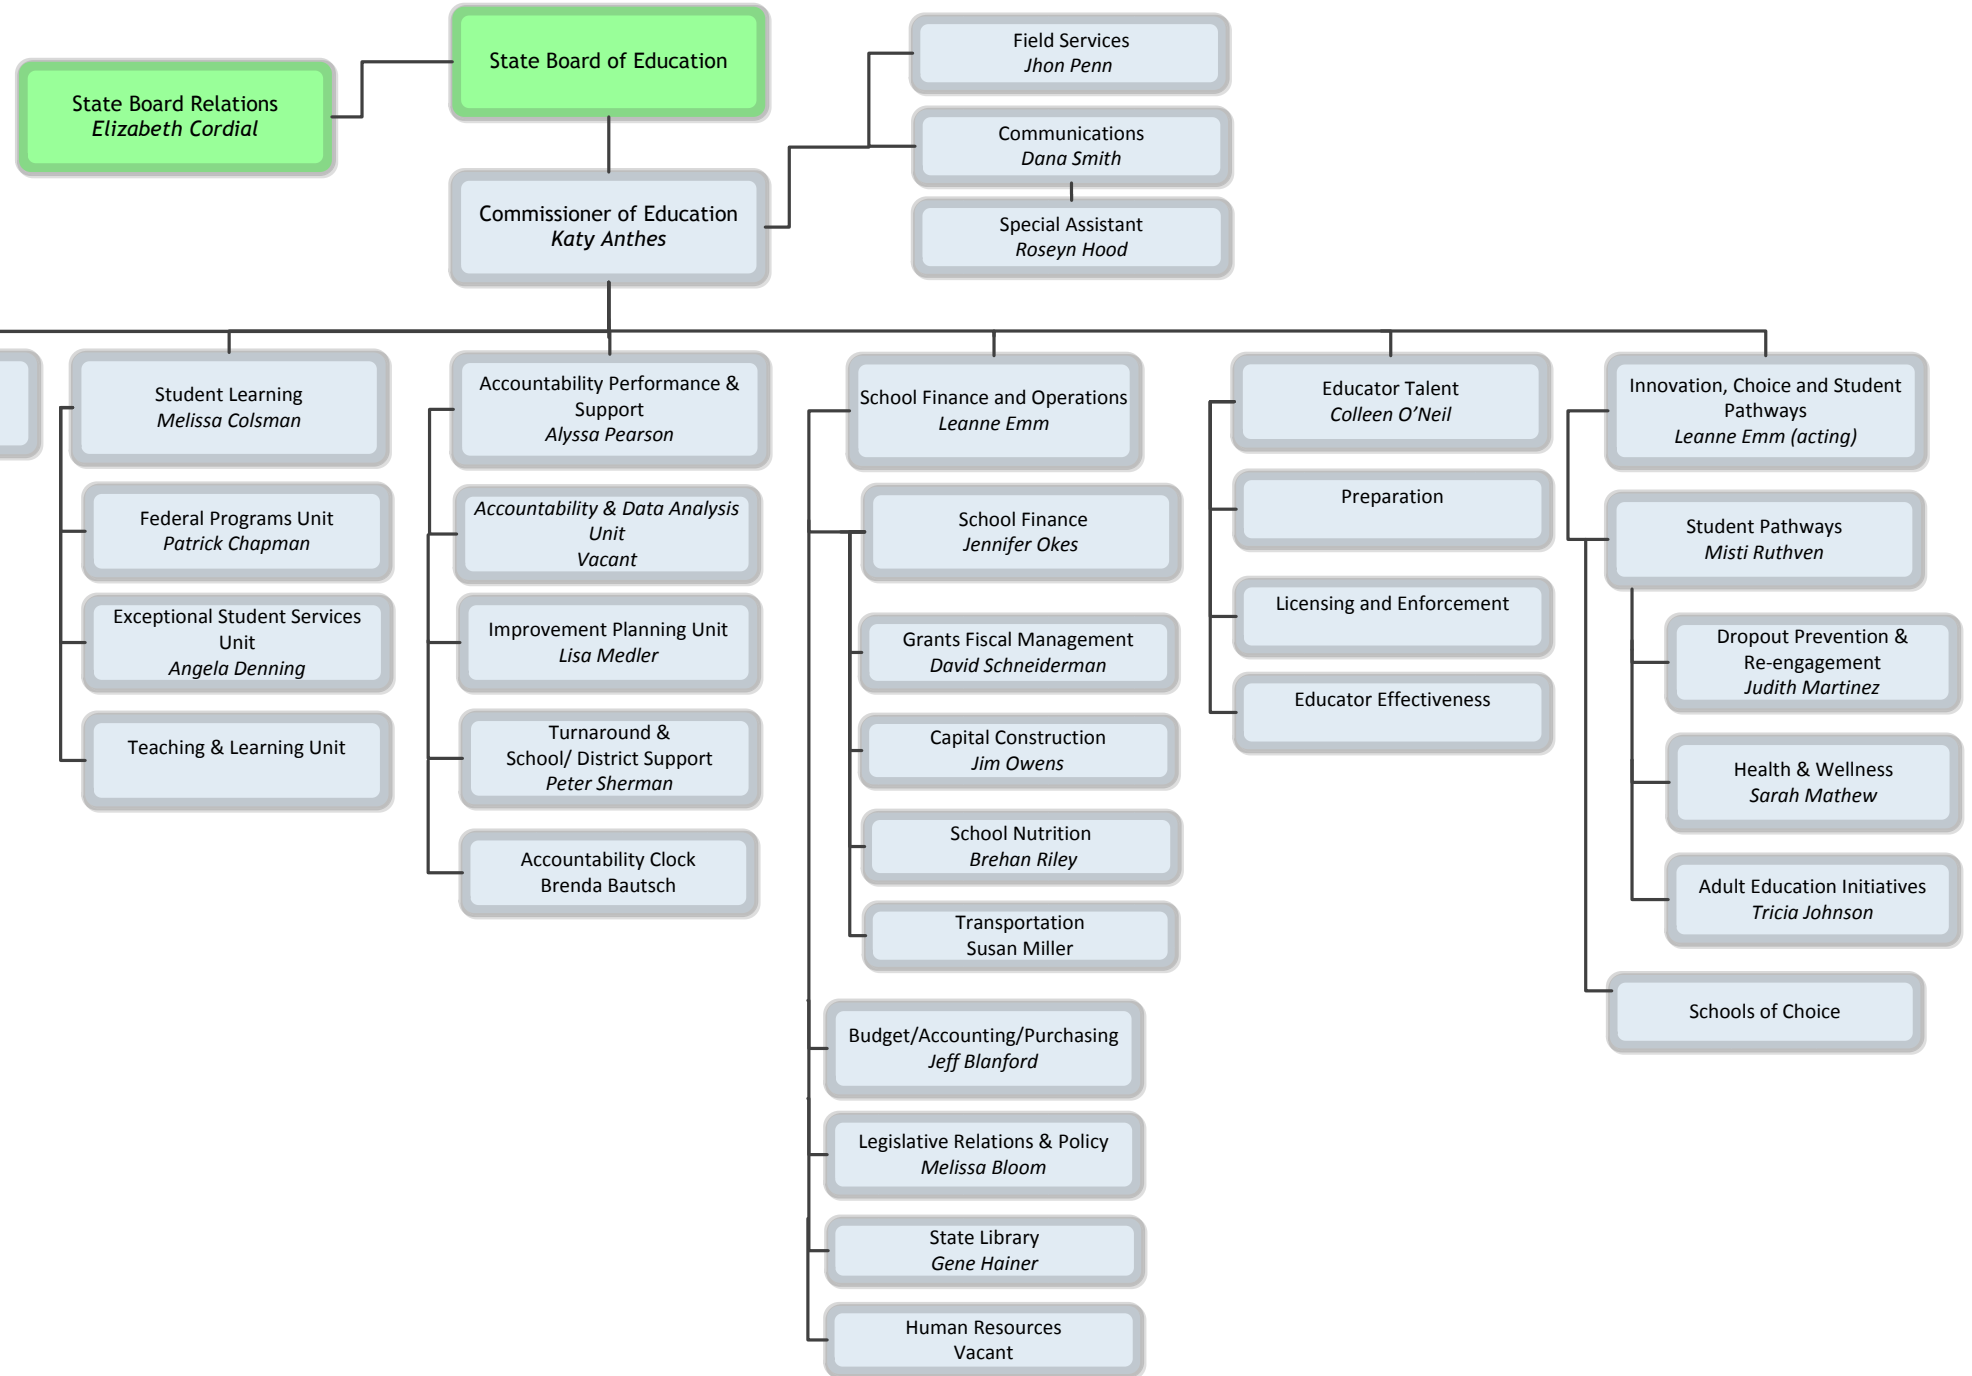 State Board of Education
State Board Relations
Elizabeth Cordial
Field Services
Jhon Penn
Communications
Dana Smith
Special Assistant
Roseyn Hood
Commissioner of Education
Katy Anthes
Student Learning
Melissa Colsman
Federal Programs Unit
Patrick Chapman
Exceptional Student Services
Unit
Angela Denning
Teaching & Learning Unit
Accountability Performance &
Support
Alyssa Pearson
Accountability & Data Analysis
Unit
Vacant
Improvement Planning Unit
Lisa Medler
Turnaround &
School/ District Support
Peter Sherman
Accountability Clock
Brenda Bautsch
School Finance and Operations
Leanne Emm
School Finance
Jennifer Okes
Grants Fiscal Management
David Schneiderman
Capital Construction
Jim Owens
School Nutrition
Brehan Riley
Transportation
Susan Miller
Budget/Accounting/Purchasing
Jeff Blanford
Legislative Relations & Policy
Melissa Bloom
State Library
Gene Hainer
Human Resources
Vacant
Educator Talent
Colleen O’Neil
Preparation
Licensing and Enforcement
Educator Effectiveness
Innovation, Choice and Student
Pathways
Leanne Emm (acting)
Student Pathways
Misti Ruthven
Dropout Prevention &
Re-engagement
Judith Martinez
Health & Wellness
Sarah Mathew
Adult Education Initiatives
Tricia Johnson
Schools of Choice